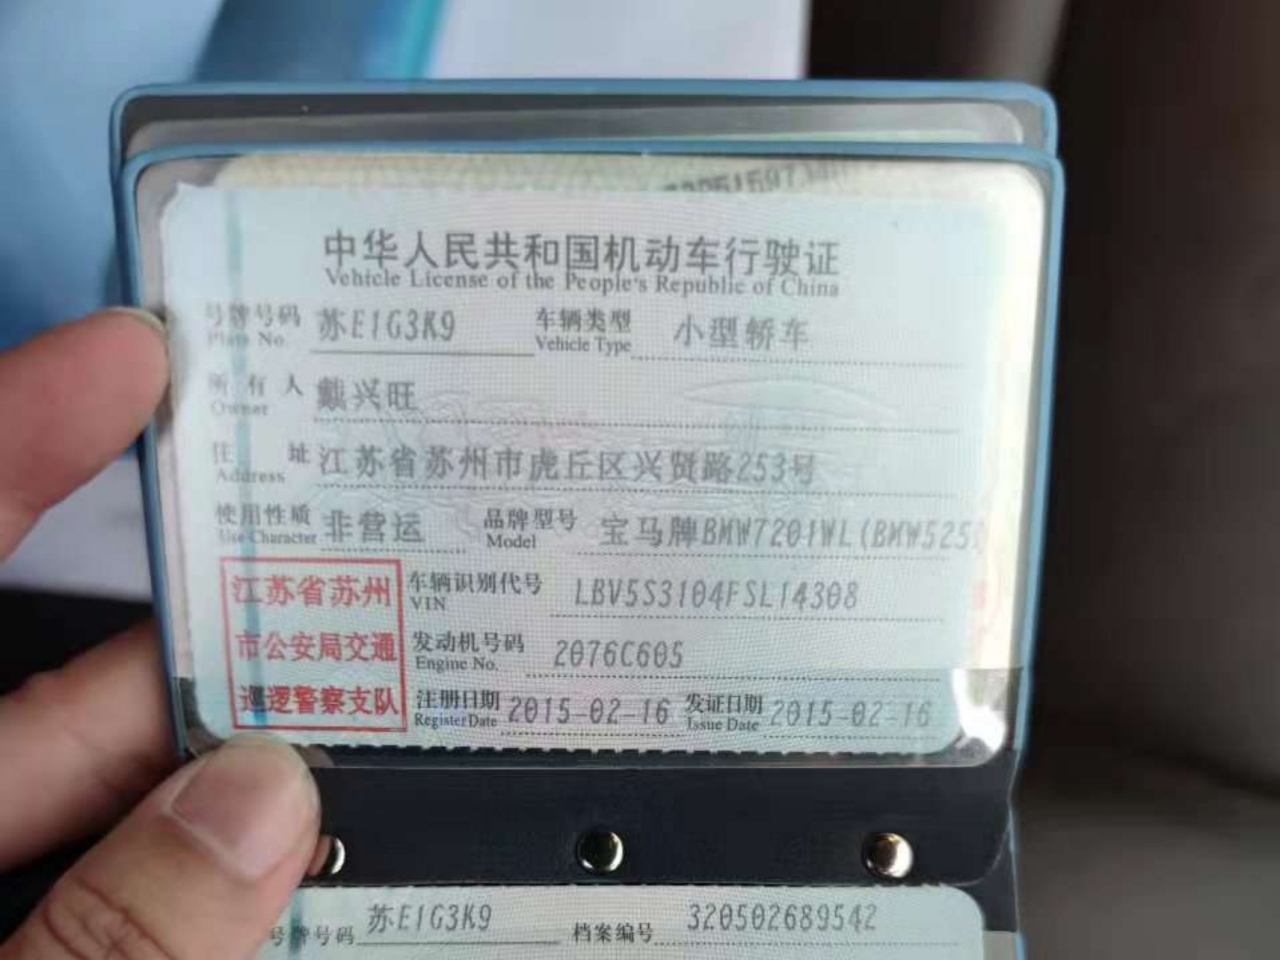 中华人民共和国机动车行驶证
Vehicle License of the People's Republic of China
号牌号码 苏E1G3K9 车辆类型 小型轿车
Plate No. Vehicle Type
所有人 戴兴旺
Owner
住址 江苏省苏州市虎丘区兴贤路253号
Address
使用性质 非营运 品牌型号 宝马牌BMW7201WL(BMW525
Use Character Model
江苏省苏州 车辆识别代号 LBV5S3104FSL14308
VIN
市公安局交通 发动机号码 2076C605
Engine No.
巡逻警察支队 注册日期 2015-02-16 发证日期 2015-02-16
Register Date Issue Date
号牌号码 苏E1G3K9 档案编号 320502689542